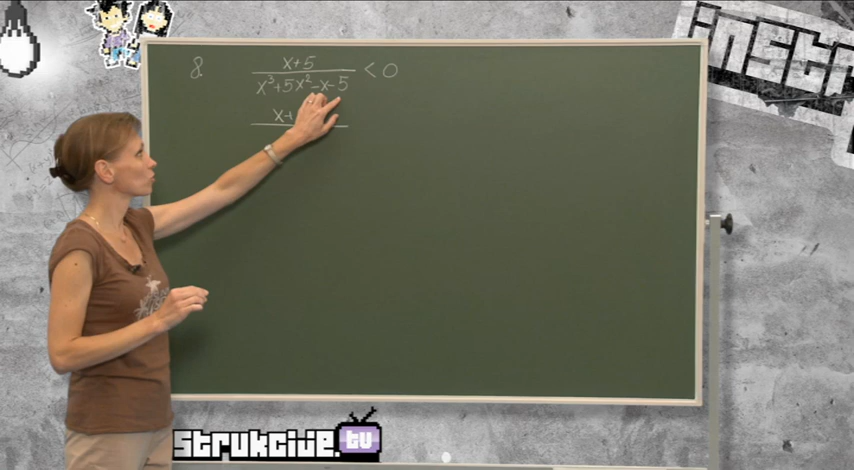 8
x+5
x³+5x²-x-5
< 0
x+
strukcije.tv